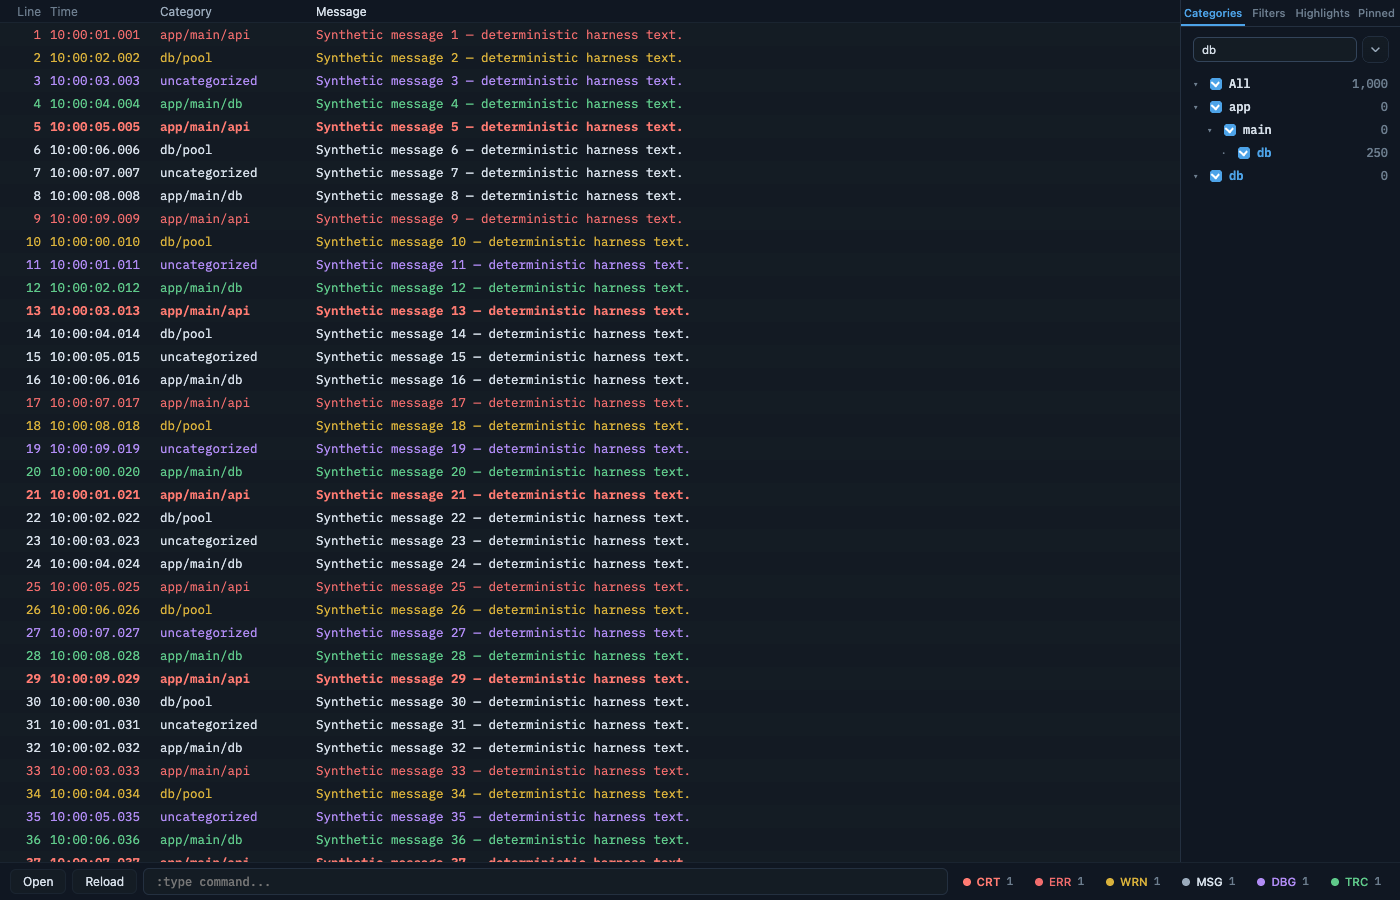 Line Time Category Message
1 10:00:01.001 app/main/api Synthetic message 1 — deterministic harness text.
2 10:00:02.002 db/pool Synthetic message 2 — deterministic harness text.
3 10:00:03.003 uncategorized Synthetic message 3 — deterministic harness text.
4 10:00:04.004 app/main/db Synthetic message 4 — deterministic harness text.
5 10:00:05.005 app/main/api Synthetic message 5 — deterministic harness text.
6 10:00:06.006 db/pool Synthetic message 6 — deterministic harness text.
7 10:00:07.007 uncategorized Synthetic message 7 — deterministic harness text.
8 10:00:08.008 app/main/db Synthetic message 8 — deterministic harness text.
9 10:00:09.009 app/main/api Synthetic message 9 — deterministic harness text.
10 10:00:00.010 db/pool Synthetic message 10 — deterministic harness text.
11 10:00:01.011 uncategorized Synthetic message 11 — deterministic harness text.
12 10:00:02.012 app/main/db Synthetic message 12 — deterministic harness text.
13 10:00:03.013 app/main/api Synthetic message 13 — deterministic harness text.
14 10:00:04.014 db/pool Synthetic message 14 — deterministic harness text.
15 10:00:05.015 uncategorized Synthetic message 15 — deterministic harness text.
16 10:00:06.016 app/main/db Synthetic message 16 — deterministic harness text.
17 10:00:07.017 app/main/api Synthetic message 17 — deterministic harness text.
18 10:00:08.018 db/pool Synthetic message 18 — deterministic harness text.
19 10:00:09.019 uncategorized Synthetic message 19 — deterministic harness text.
20 10:00:00.020 app/main/db Synthetic message 20 — deterministic harness text.
21 10:00:01.021 app/main/api Synthetic message 21 — deterministic harness text.
22 10:00:02.022 db/pool Synthetic message 22 — deterministic harness text.
23 10:00:03.023 uncategorized Synthetic message 23 — deterministic harness text.
24 10:00:04.024 app/main/db Synthetic message 24 — deterministic harness text.
25 10:00:05.025 app/main/api Synthetic message 25 — deterministic harness text.
26 10:00:06.026 db/pool Synthetic message 26 — deterministic harness text.
27 10:00:07.027 uncategorized Synthetic message 27 — deterministic harness text.
28 10:00:08.028 app/main/db Synthetic message 28 — deterministic harness text.
29 10:00:09.029 app/main/api Synthetic message 29 — deterministic harness text.
30 10:00:00.030 db/pool Synthetic message 30 — deterministic harness text.
31 10:00:01.031 uncategorized Synthetic message 31 — deterministic harness text.
32 10:00:02.032 app/main/db Synthetic message 32 — deterministic harness text.
33 10:00:03.033 app/main/api Synthetic message 33 — deterministic harness text.
34 10:00:04.034 db/pool Synthetic message 34 — deterministic harness text.
35 10:00:05.035 uncategorized Synthetic message 35 — deterministic harness text.
36 10:00:06.036 app/main/db Synthetic message 36 — deterministic harness text.
37 10:00:07.037 app/main/api Synthetic message 37 — deterministic harness text.
Categories Filters Highlights Pinned
db
All 1,000
app 0
main 0
db 250
db 0
Open Reload :type command... CRT 1 ERR 1 WRN 1 MSG 1 DBG 1 TRC 1